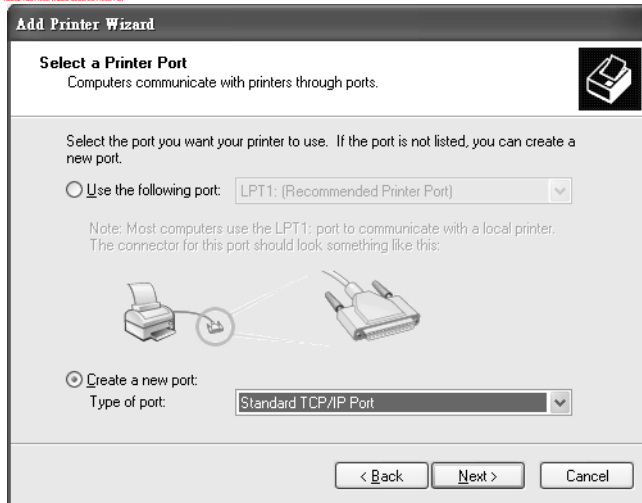 Add Printer Wizard
Select a Printer Port
Computers communicate with printers through ports.
Select the port you want your printer to use. If the port is not listed, you can create a
new port.
Use the following port: LPT1: (Recommended Printer Port)
Note: Most computers use the LPT1: port to communicate with a local printer.
The connector for this port should look something like this:
Create a new port:
Type of port: Standard TCP/IP Port
< Back Next > Cancel